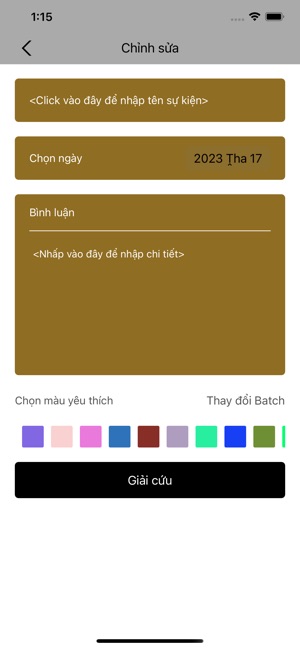 1:15
Chỉnh sửa
<Click vào đây để nhập tên sự kiện>
Chọn ngày
2023 Tha 17
Bình luận
<Nhấp vào đây để nhập chi tiết>
Chọn màu yêu thích
Thay đổi Batch
Giải cứu